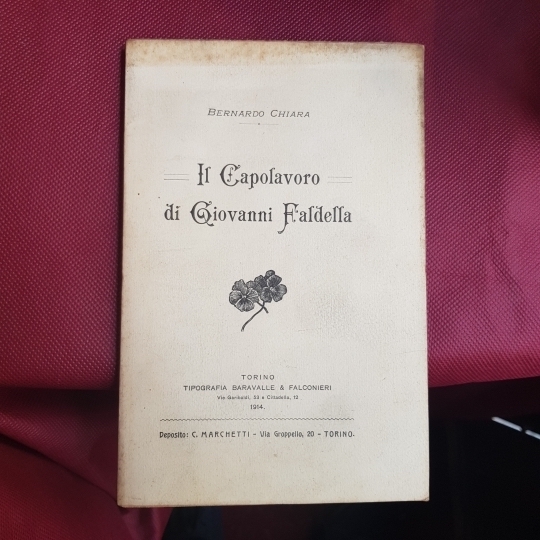 BERNARDO CHIARA
Il Capolavoro
di Giovanni Faldella
TORINO
TIPOGRAFIA BARAVALLE & FALCONIERI
Via Garibaldi, 53 e Cittadella, 12
1914.
Deposito: C. MARCHETTI - Via Groppello, 20 - TORINO.